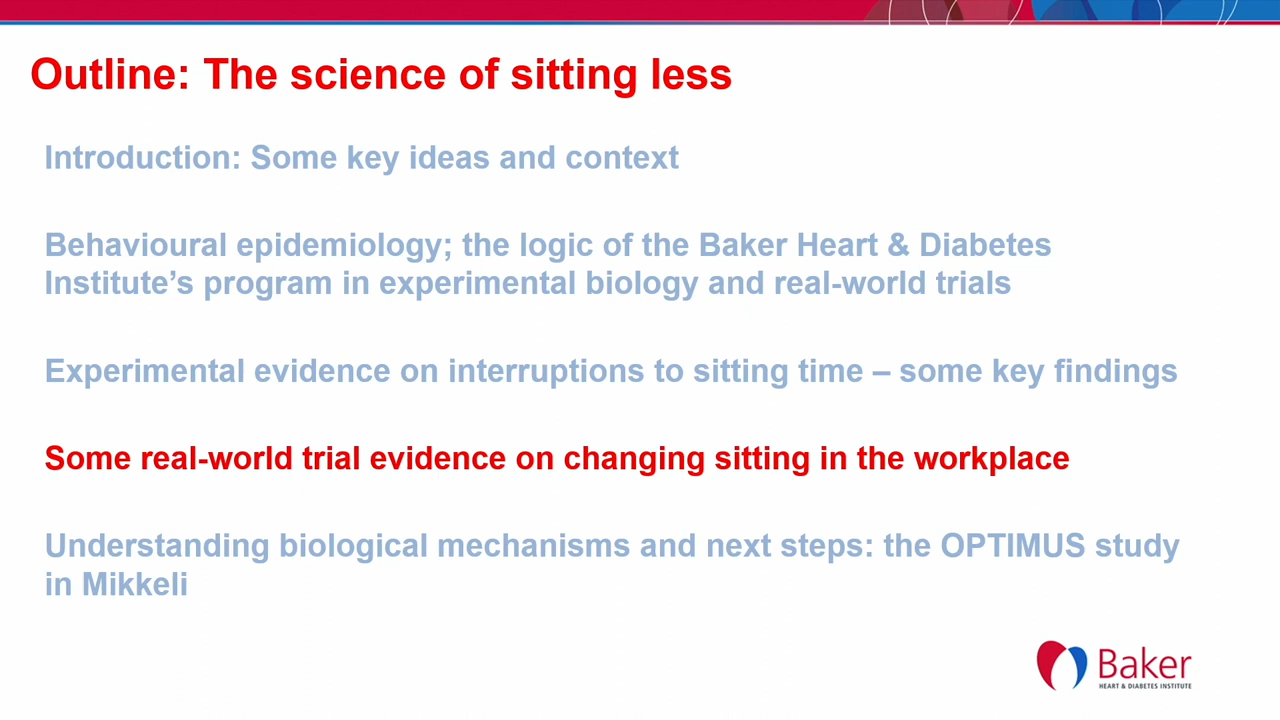 Outline: The science of sitting less
Introduction: Some key ideas and context
Behavioural epidemiology; the logic of the Baker Heart & Diabetes
Institute’s program in experimental biology and real-world trials
Experimental evidence on interruptions to sitting time – some key findings
Some real-world trial evidence on changing sitting in the workplace
Understanding biological mechanisms and next steps: the OPTIMUS study
in Mikkeli
Baker
HEART & DIABETES INSTITUTE